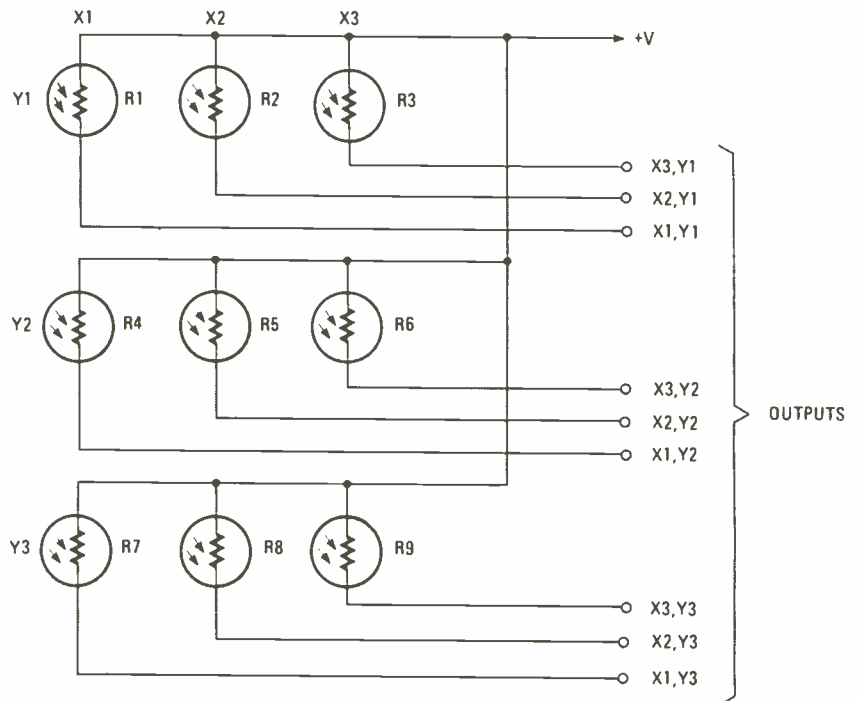 X1 X2 X3
+V
Y1 R1 R2 R3
X3,Y1
X2,Y1
X1,Y1
Y2 R4 R5 R6
X3,Y2
X2,Y2
OUTPUTS
X1,Y2
Y3 R7 R8 R9
X3,Y3
X2,Y3
X1,Y3